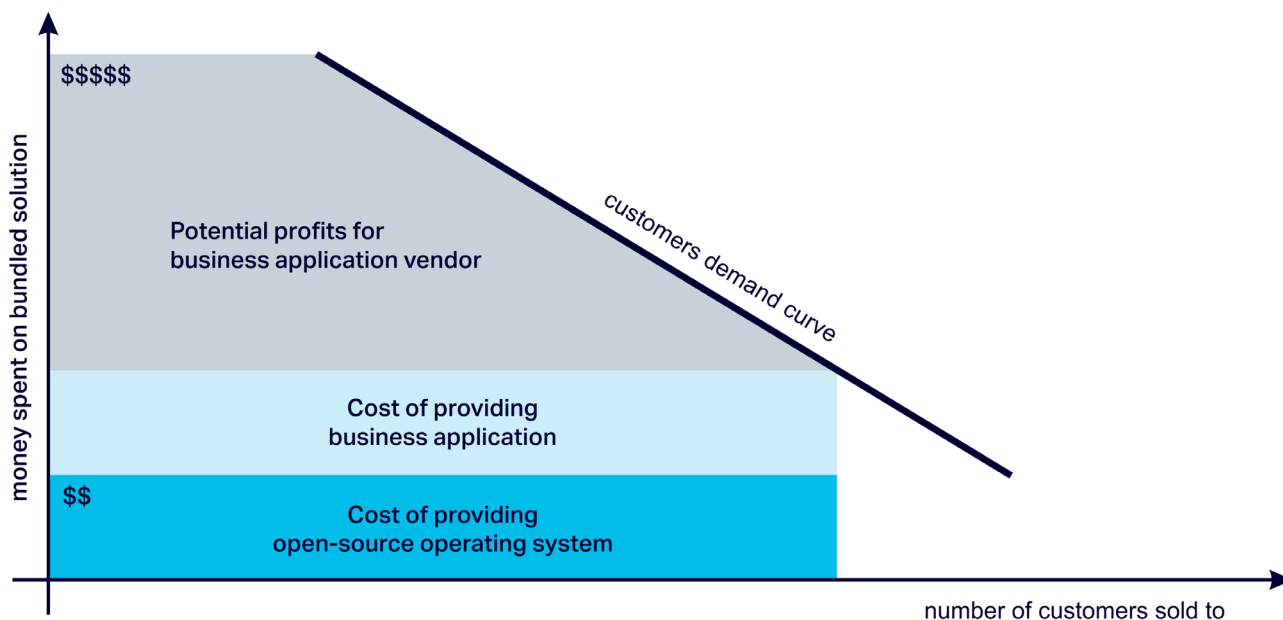 money spent on bundled solution
$$$$$
Potential profits for
business application vendor
customers demand curve
Cost of providing
business application
$$
Cost of providing
open-source operating system
number of customers sold to